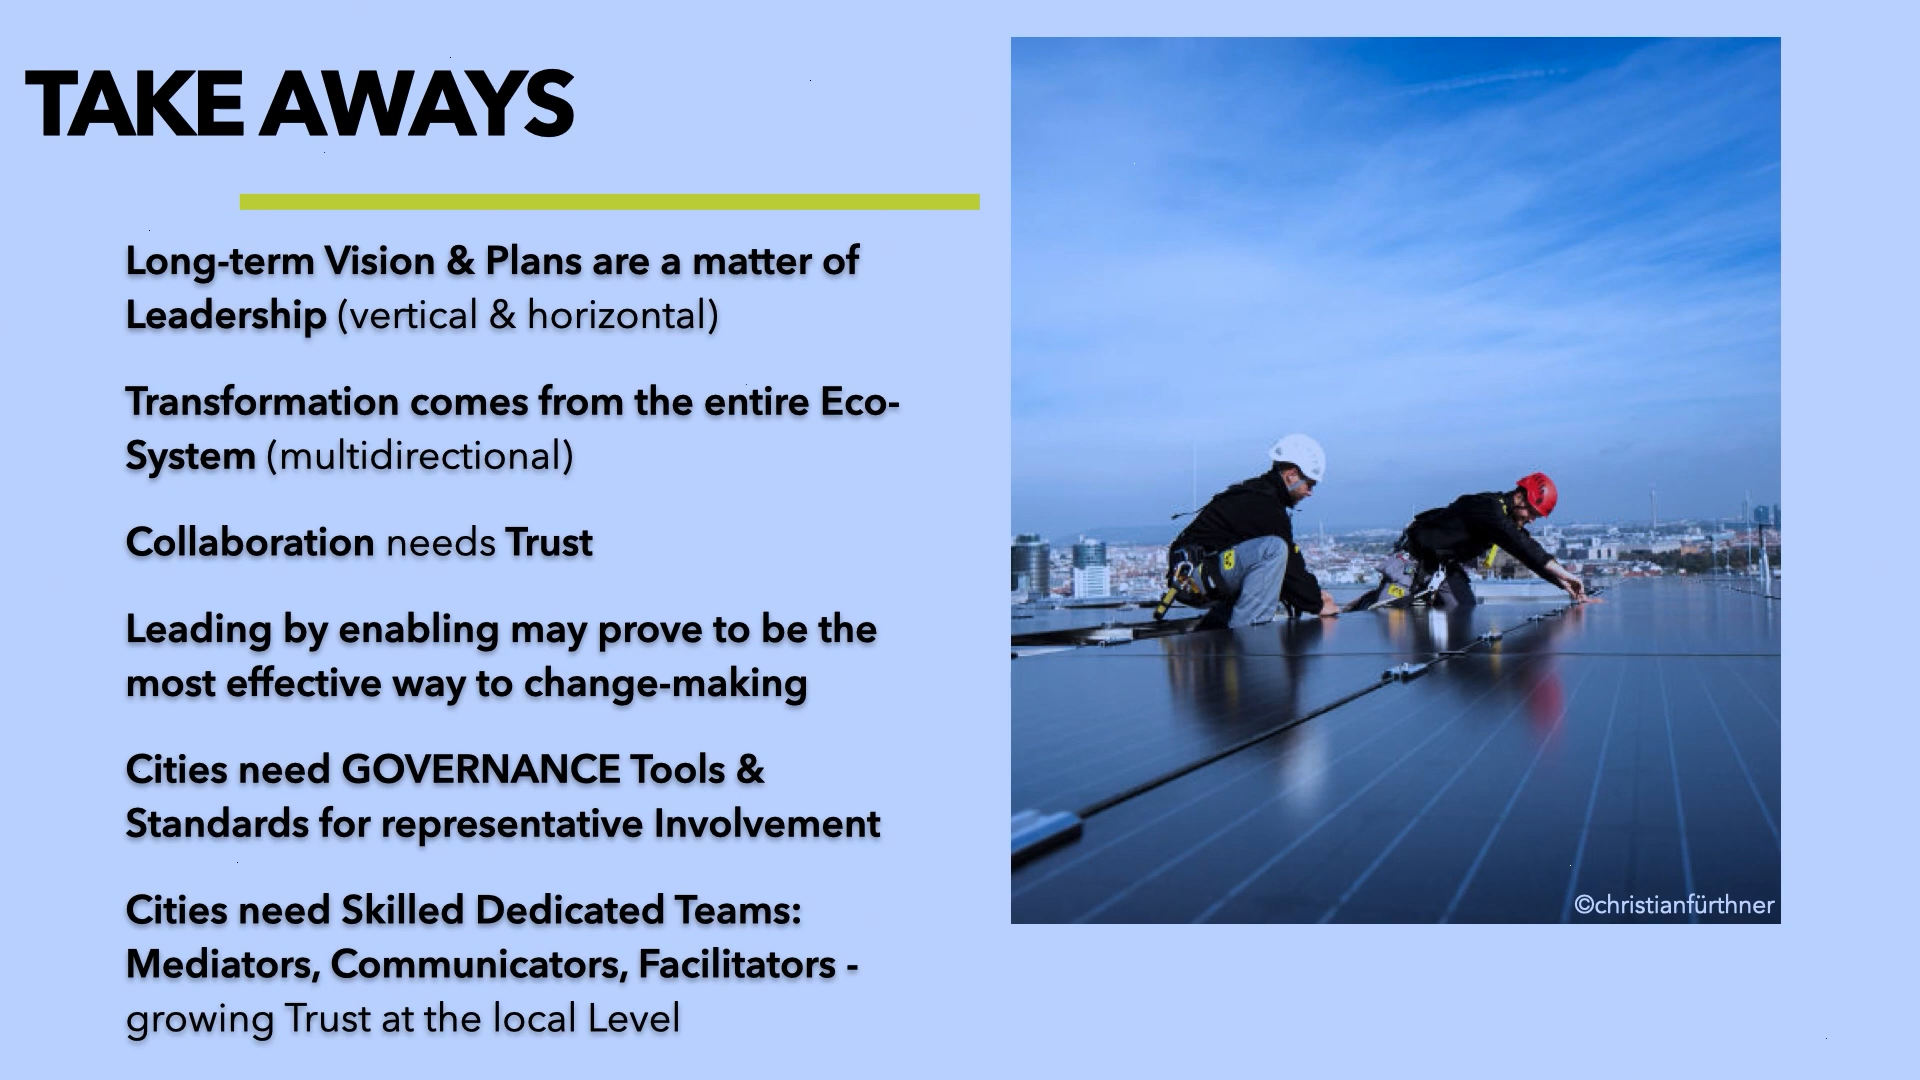 TAKE AWAYS
Long-term Vision & Plans are a matter of
Leadership (vertical & horizontal)
Transformation comes from the entire Eco-
System (multidirectional)
Collaboration needs Trust
Leading by enabling may prove to be the
most effective way to change-making
Cities need GOVERNANCE Tools &
Standards for representative Involvement
Cities need Skilled Dedicated Teams:
Mediators, Communicators, Facilitators -
growing Trust at the local Level
©christianfürthner